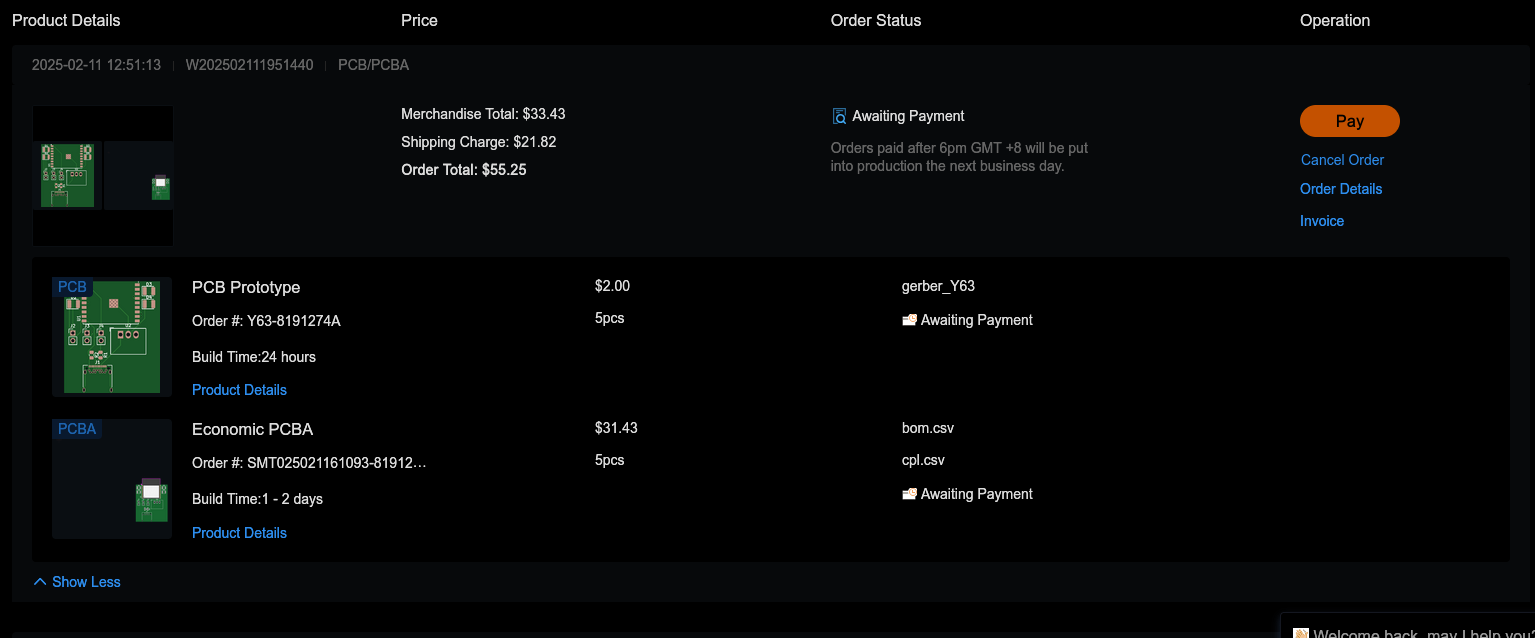 Product Details Price Order Status Operation
2025-02-11 12:51:13 W202502111951440 PCB/PCBA
Merchandise Total: $33.43
Shipping Charge: $21.82
Order Total: $55.25
Awaiting Payment
Orders paid after 6pm GMT +8 will be put
into production the next business day.
Pay
Cancel Order
Order Details
Invoice
PCB
PCB Prototype
Order #: Y63-8191274A
Build Time:24 hours
Product Details
$2.00
5pcs
gerber_Y63
Awaiting Payment
PCBA
Economic PCBA
Order #: SMT025021161093-81912…
Build Time:1 - 2 days
Product Details
$31.43
5pcs
bom.csv
cpl.csv
Awaiting Payment
Show Less
Welcome back, may I help you?